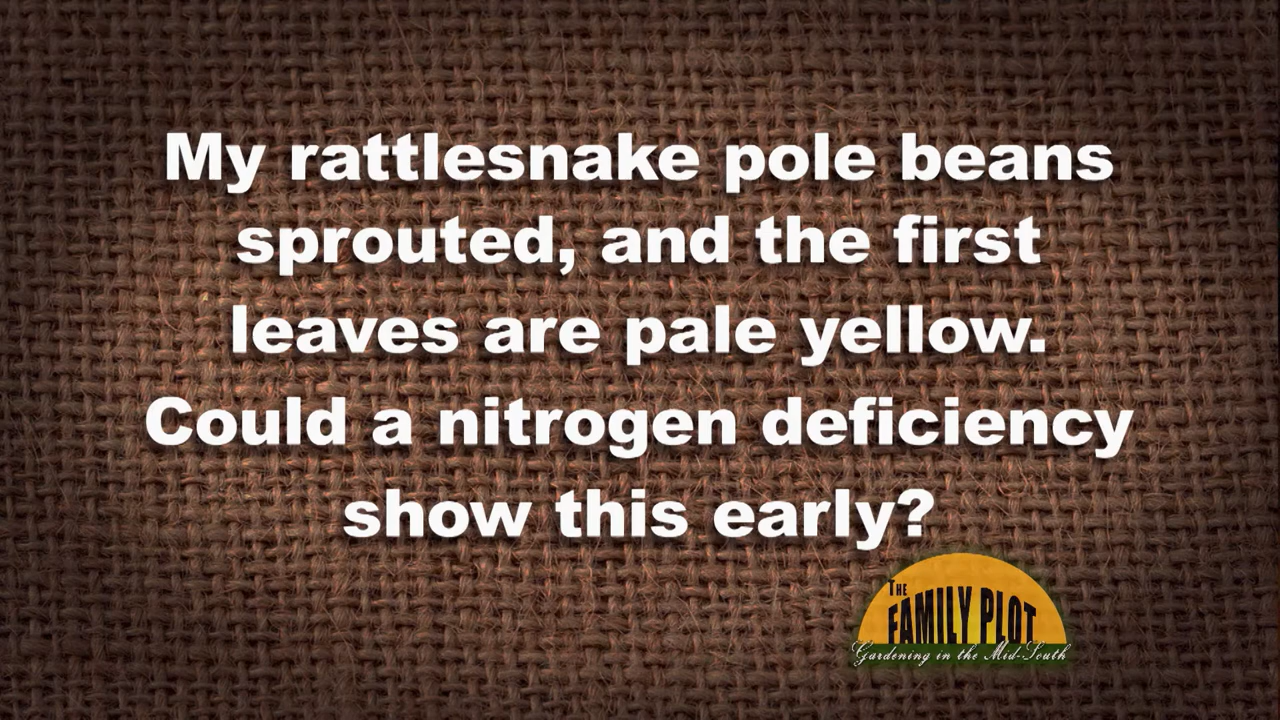 My rattlesnake pole beans
sprouted, and the first
leaves are pale yellow.
Could a nitrogen deficiency
show this early?
THE
FAMILY PLOT
Gardening in the Mid-South